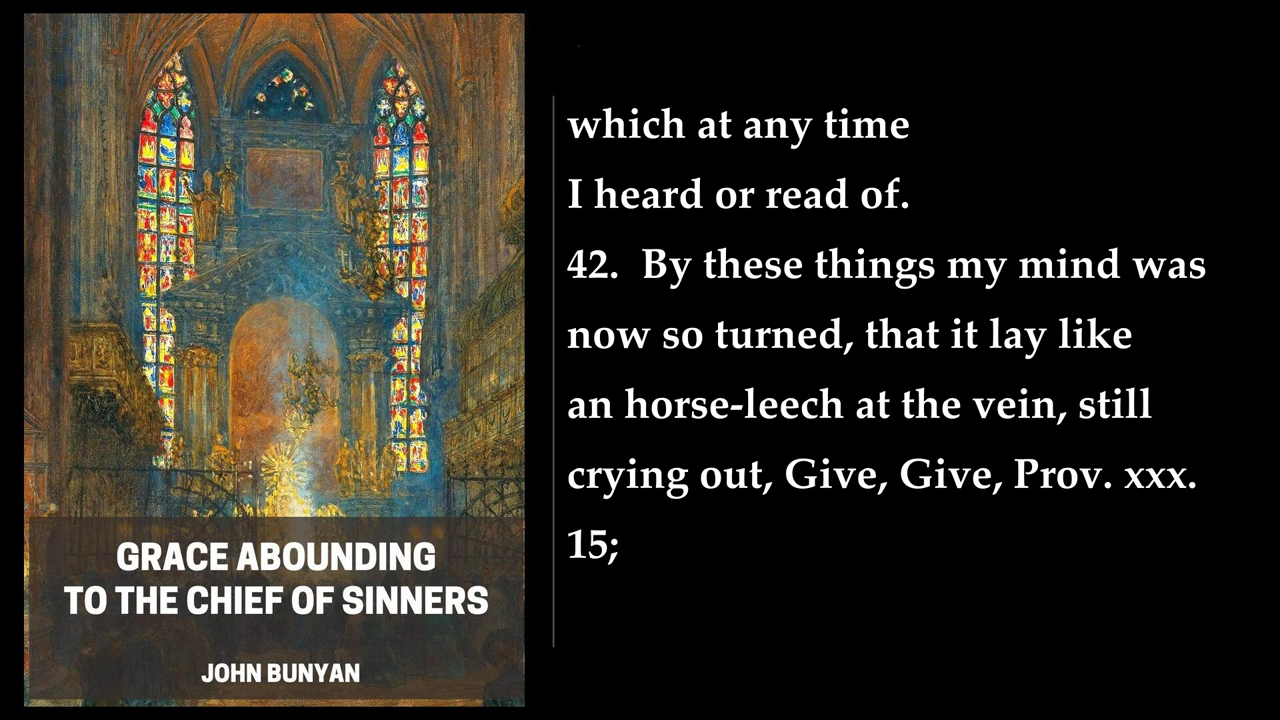 GRACE ABOUNDING
TO THE CHIEF OF SINNERS
JOHN BUNYAN
which at any time
I heard or read of.
42.  By these things my mind was
now so turned, that it lay like
an horse-leech at the vein, still
crying out, Give, Give, Prov. xxx.
15;